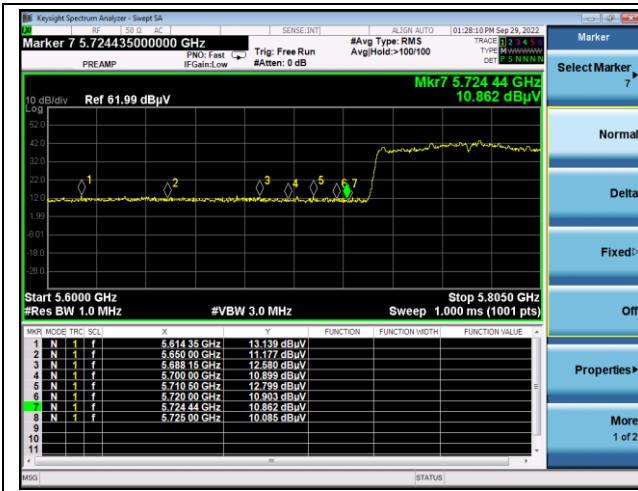 Keysight Spectrum Analyzer - Swept SA
RF 50 Ω AC SENSE:INT ALIGN AUTO 01:28:10 PM Sep 29, 2022
Marker 7 5.724435000000 GHz
PREAMP
PNO: Fast
IFGain:Low
Trig: Free Run
#Atten: 0 dB
#Avg Type: RMS
Avg|Hold:>100/100
TRACE 1 2 3 4 5 6
TYPE MWWWWW
DET P S N N N N
Mkr7 5.724 44 GHz
10.862 dBµV
10 dB/div Ref 61.99 dBµV
Log
52.0
42.0
32.0
22.0
12.0
1.99
-8.01
-18.0
-28.0
1 2 3 4 5 6 7
Start 5.6000 GHz Stop 5.8050 GHz
#Res BW 1.0 MHz #VBW 3.0 MHz Sweep 1.000 ms (1001 pts)
MKR MODE TRC SCL X Y FUNCTION FUNCTION WIDTH FUNCTION VALUE
1 N 1 f 5.614 35 GHz 13.139 dBµV
2 N 1 f 5.650 00 GHz 11.177 dBµV
3 N 1 f 5.688 15 GHz 12.580 dBµV
4 N 1 f 5.700 00 GHz 10.899 dBµV
5 N 1 f 5.710 50 GHz 12.799 dBµV
6 N 1 f 5.720 00 GHz 10.903 dBµV
7 N 1 f 5.724 44 GHz 10.862 dBµV
8 N 1 f 5.725 00 GHz 10.085 dBµV
9
10
11
MSG STATUS
Marker
Select Marker
7
Normal
Delta
Fixed
Off
Properties
More
1 of 2